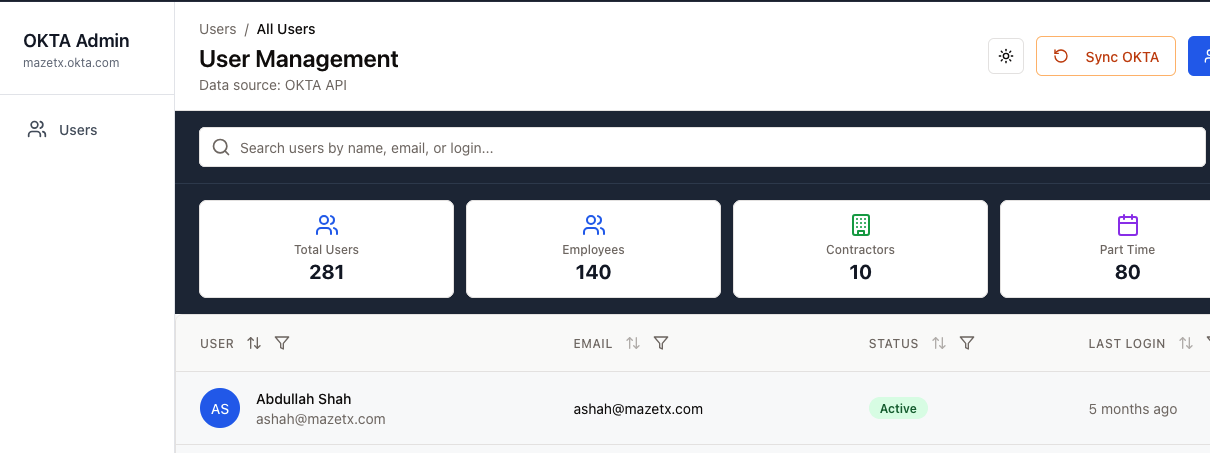 OKTA Admin
mazetx.okta.com
Users
Users / All Users
User Management
Data source: OKTA API
Sync OKTA
Search users by name, email, or login...
Total Users
281
Employees
140
Contractors
10
Part Time
80
USER EMAIL STATUS LAST LOGIN
AS
Abdullah Shah
ashah@mazetx.com
ashah@mazetx.com
Active
5 months ago